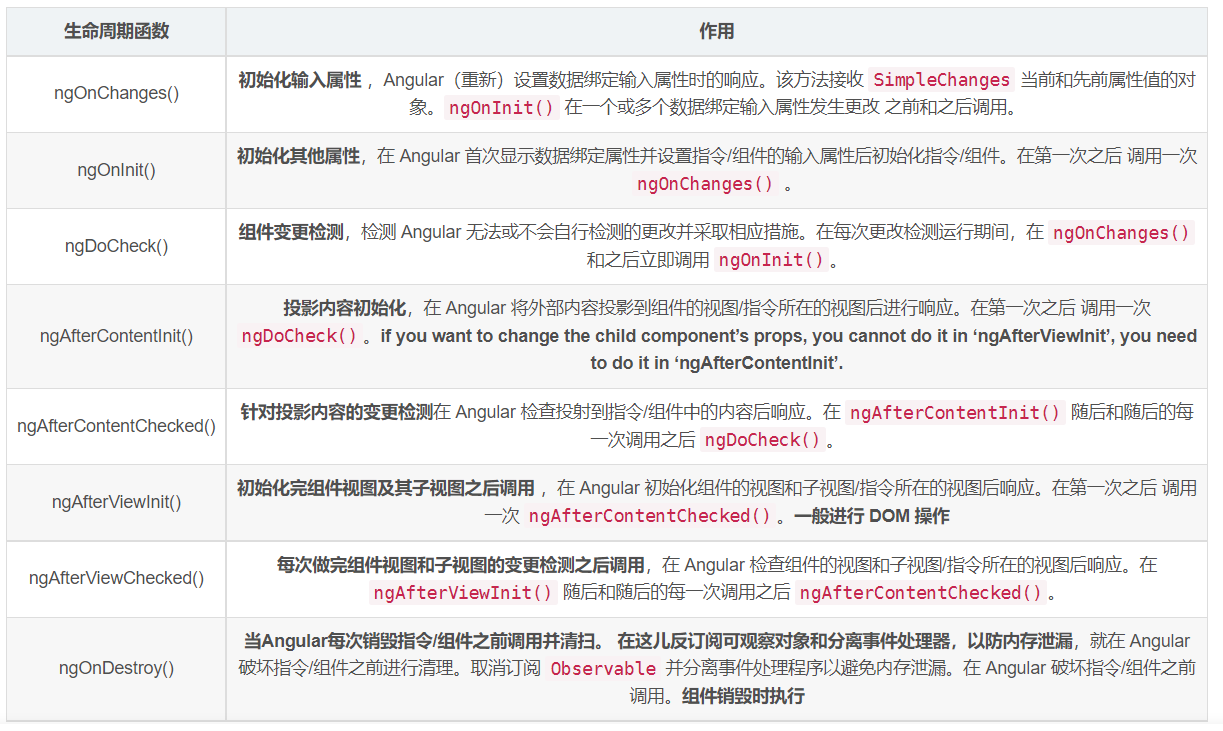 生命周期函数 作用
ngOnChanges()
初始化输入属性 ，Angular（重新）设置数据绑定输入属性时的响应。该方法接收 SimpleChanges 当前和先前属性值的对
象。 ngOnInit() 在一个或多个数据绑定输入属性发生更改 之前和之后调用。
ngOnInit()
初始化其他属性，在 Angular 首次显示数据绑定属性并设置指令/组件的输入属性后初始化指令/组件。在第一次之后 调用一次
ngOnChanges() 。
ngDoCheck()
组件变更检测，检测 Angular 无法或不会自行检测的更改并采取相应措施。在每次更改检测运行期间，在 ngOnChanges()
和之后立即调用 ngOnInit() 。
ngAfterContentInit()
投影内容初始化，在 Angular 将外部内容投影到组件的视图/指令所在的视图后进行响应。在第一次之后 调用一次
ngDoCheck() 。if you want to change the child component’s props, you cannot do it in ‘ngAfterViewInit’, you need
to do it in ‘ngAfterContentInit’.
ngAfterContentChecked()
针对投影内容的变更检测在 Angular 检查投射到指令/组件中的内容后响应。在 ngAfterContentInit() 随后和随后的每
一次调用之后 ngDoCheck() 。
ngAfterViewInit()
初始化完组件视图及其子视图之后调用 ，在 Angular 初始化组件的视图和子视图/指令所在的视图后响应。在第一次之后 调用
一次 ngAfterContentChecked() 。一般进行 DOM 操作
ngAfterViewChecked()
每次做完组件视图和子视图的变更检测之后调用，在 Angular 检查组件的视图和子视图/指令所在的视图后响应。在
ngAfterViewInit() 随后和随后的每一次调用之后 ngAfterContentChecked() 。
ngOnDestroy()
当Angular每次销毁指令/组件之前调用并清扫。 在这儿反订阅可观察对象和分离事件处理器，以防内存泄漏，就在 Angular
破坏指令/组件之前进行清理。取消订阅 Observable 并分离事件处理程序以避免内存泄漏。在 Angular 破坏指令/组件之前
调用。组件销毁时执行